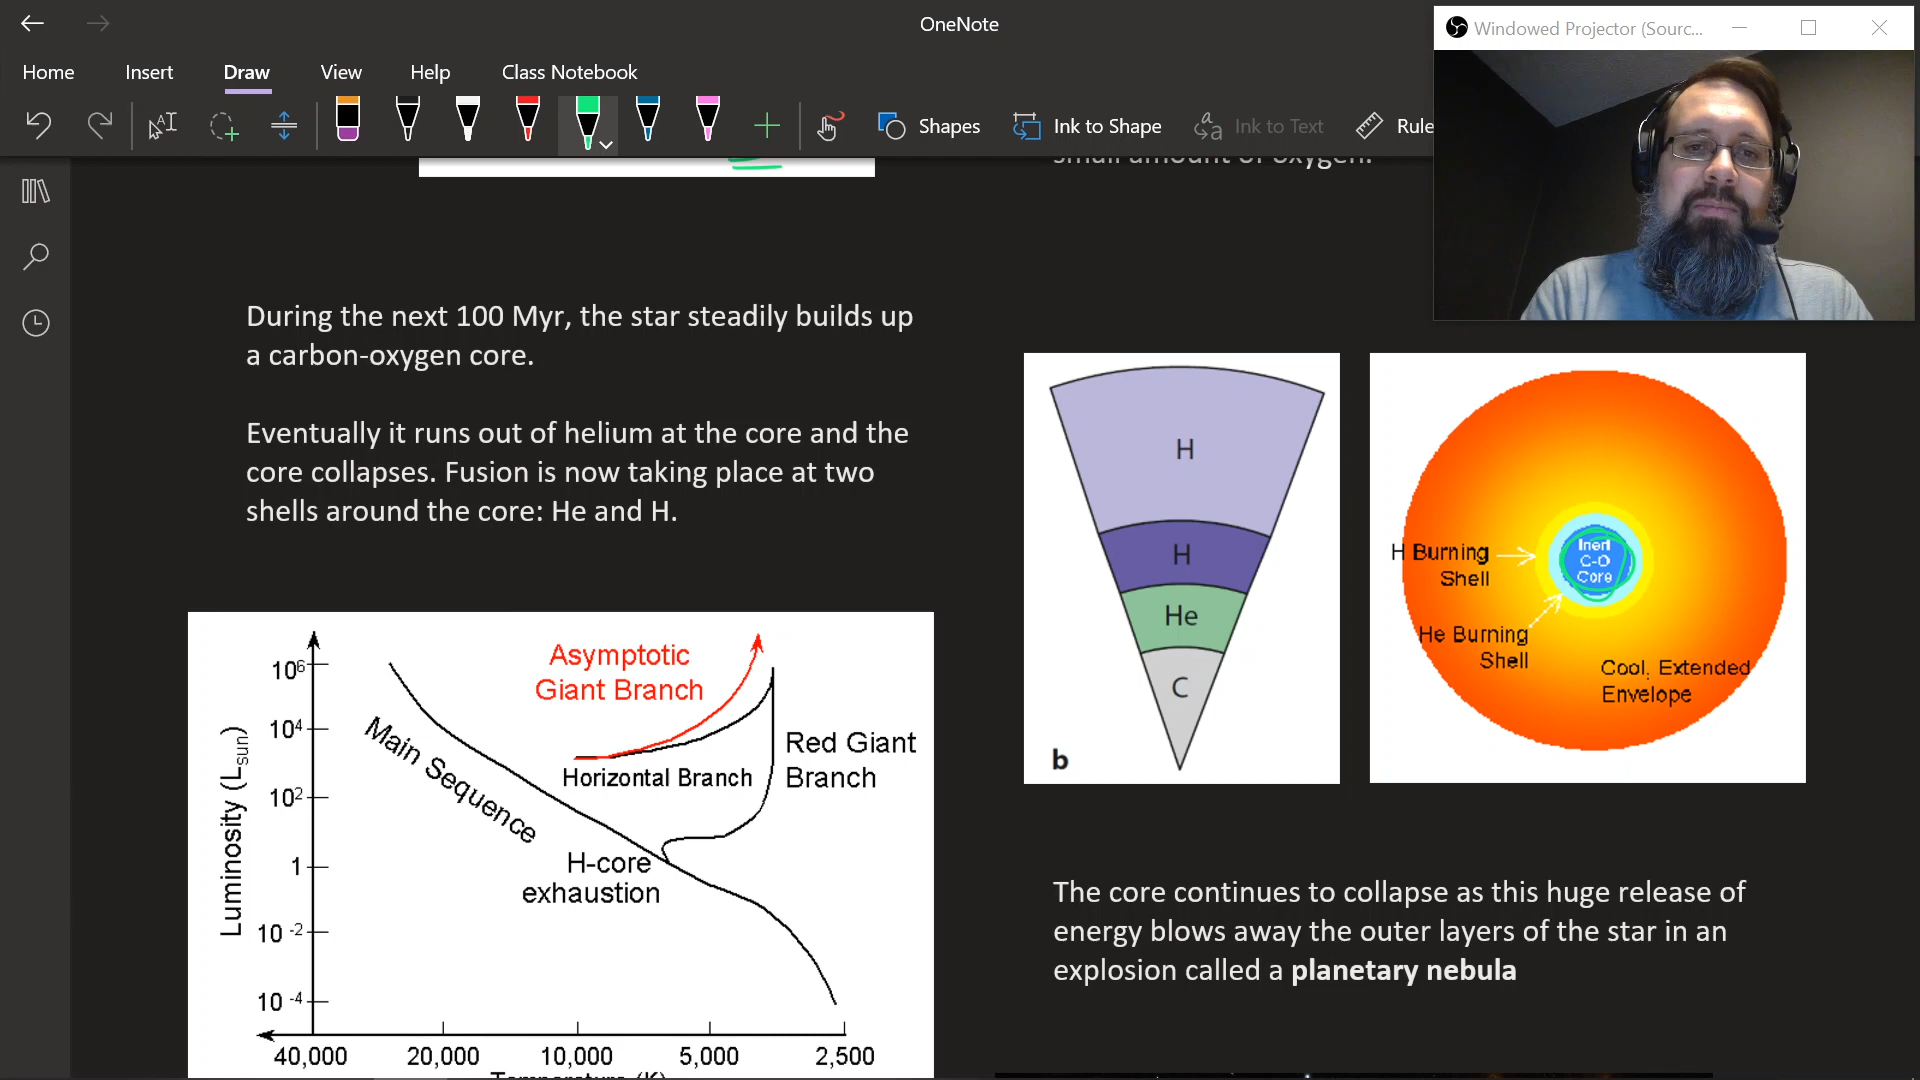 OneNote
Windowed Projector (Sourc...
Home Insert Draw View Help Class Notebook
Shapes Ink to Shape Ink to Text Rule
small amount of oxygen.
During the next 100 Myr, the star steadily builds up
a carbon-oxygen core.
Eventually it runs out of helium at the core and the
core collapses. Fusion is now taking place at two
shells around the core: He and H.
Asymptotic
Giant Branch
Main Sequence
Horizontal Branch
Red Giant
Branch
H-core
exhaustion
Luminosity (Lsun)
10⁶
10⁴
10²
1
10⁻²
10⁻⁴
40,000 20,000 10,000 5,000 2,500
Temperature (K)
H
H
He
C
b
H Burning
Shell
He Burning
Shell
Inert
C-O
Core
Cool, Extended
Envelope
The core continues to collapse as this huge release of
energy blows away the outer layers of the star in an
explosion called a planetary nebula